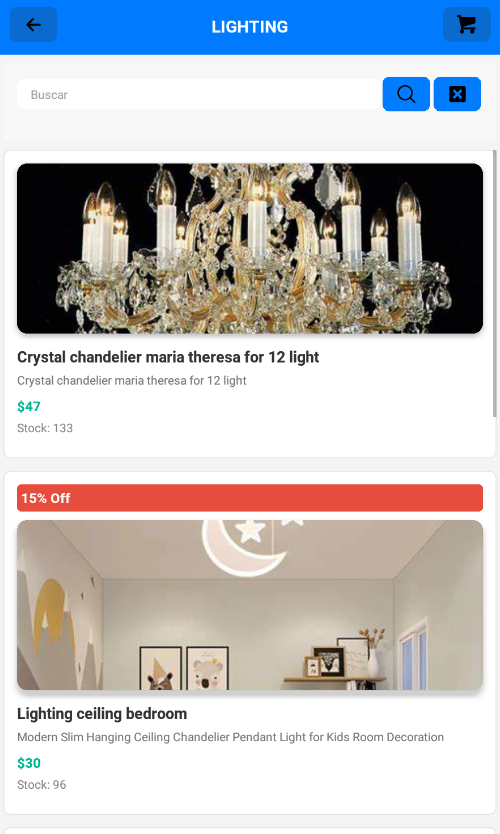 LIGHTING
Buscar
Crystal chandelier maria theresa for 12 light
Crystal chandelier maria theresa for 12 light
$47
Stock: 133
15% Off
Lighting ceiling bedroom
Modern Slim Hanging Ceiling Chandelier Pendant Light for Kids Room Decoration
$30
Stock: 96